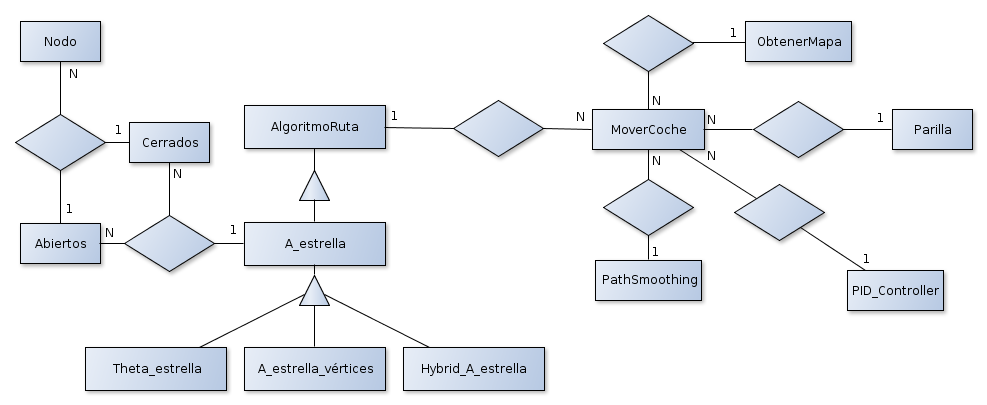 Nodo
N
1
Cerrados
N
1
Abiertos
N
1
AlgoritmoRuta
1
N
A_estrella
Theta_estrella
A_estrella_vértices
Hybrid_A_estrella
1
ObtenerMapa
N
MoverCoche
N
1
Parilla
N
N
1
PathSmoothing
1
PID_Controller